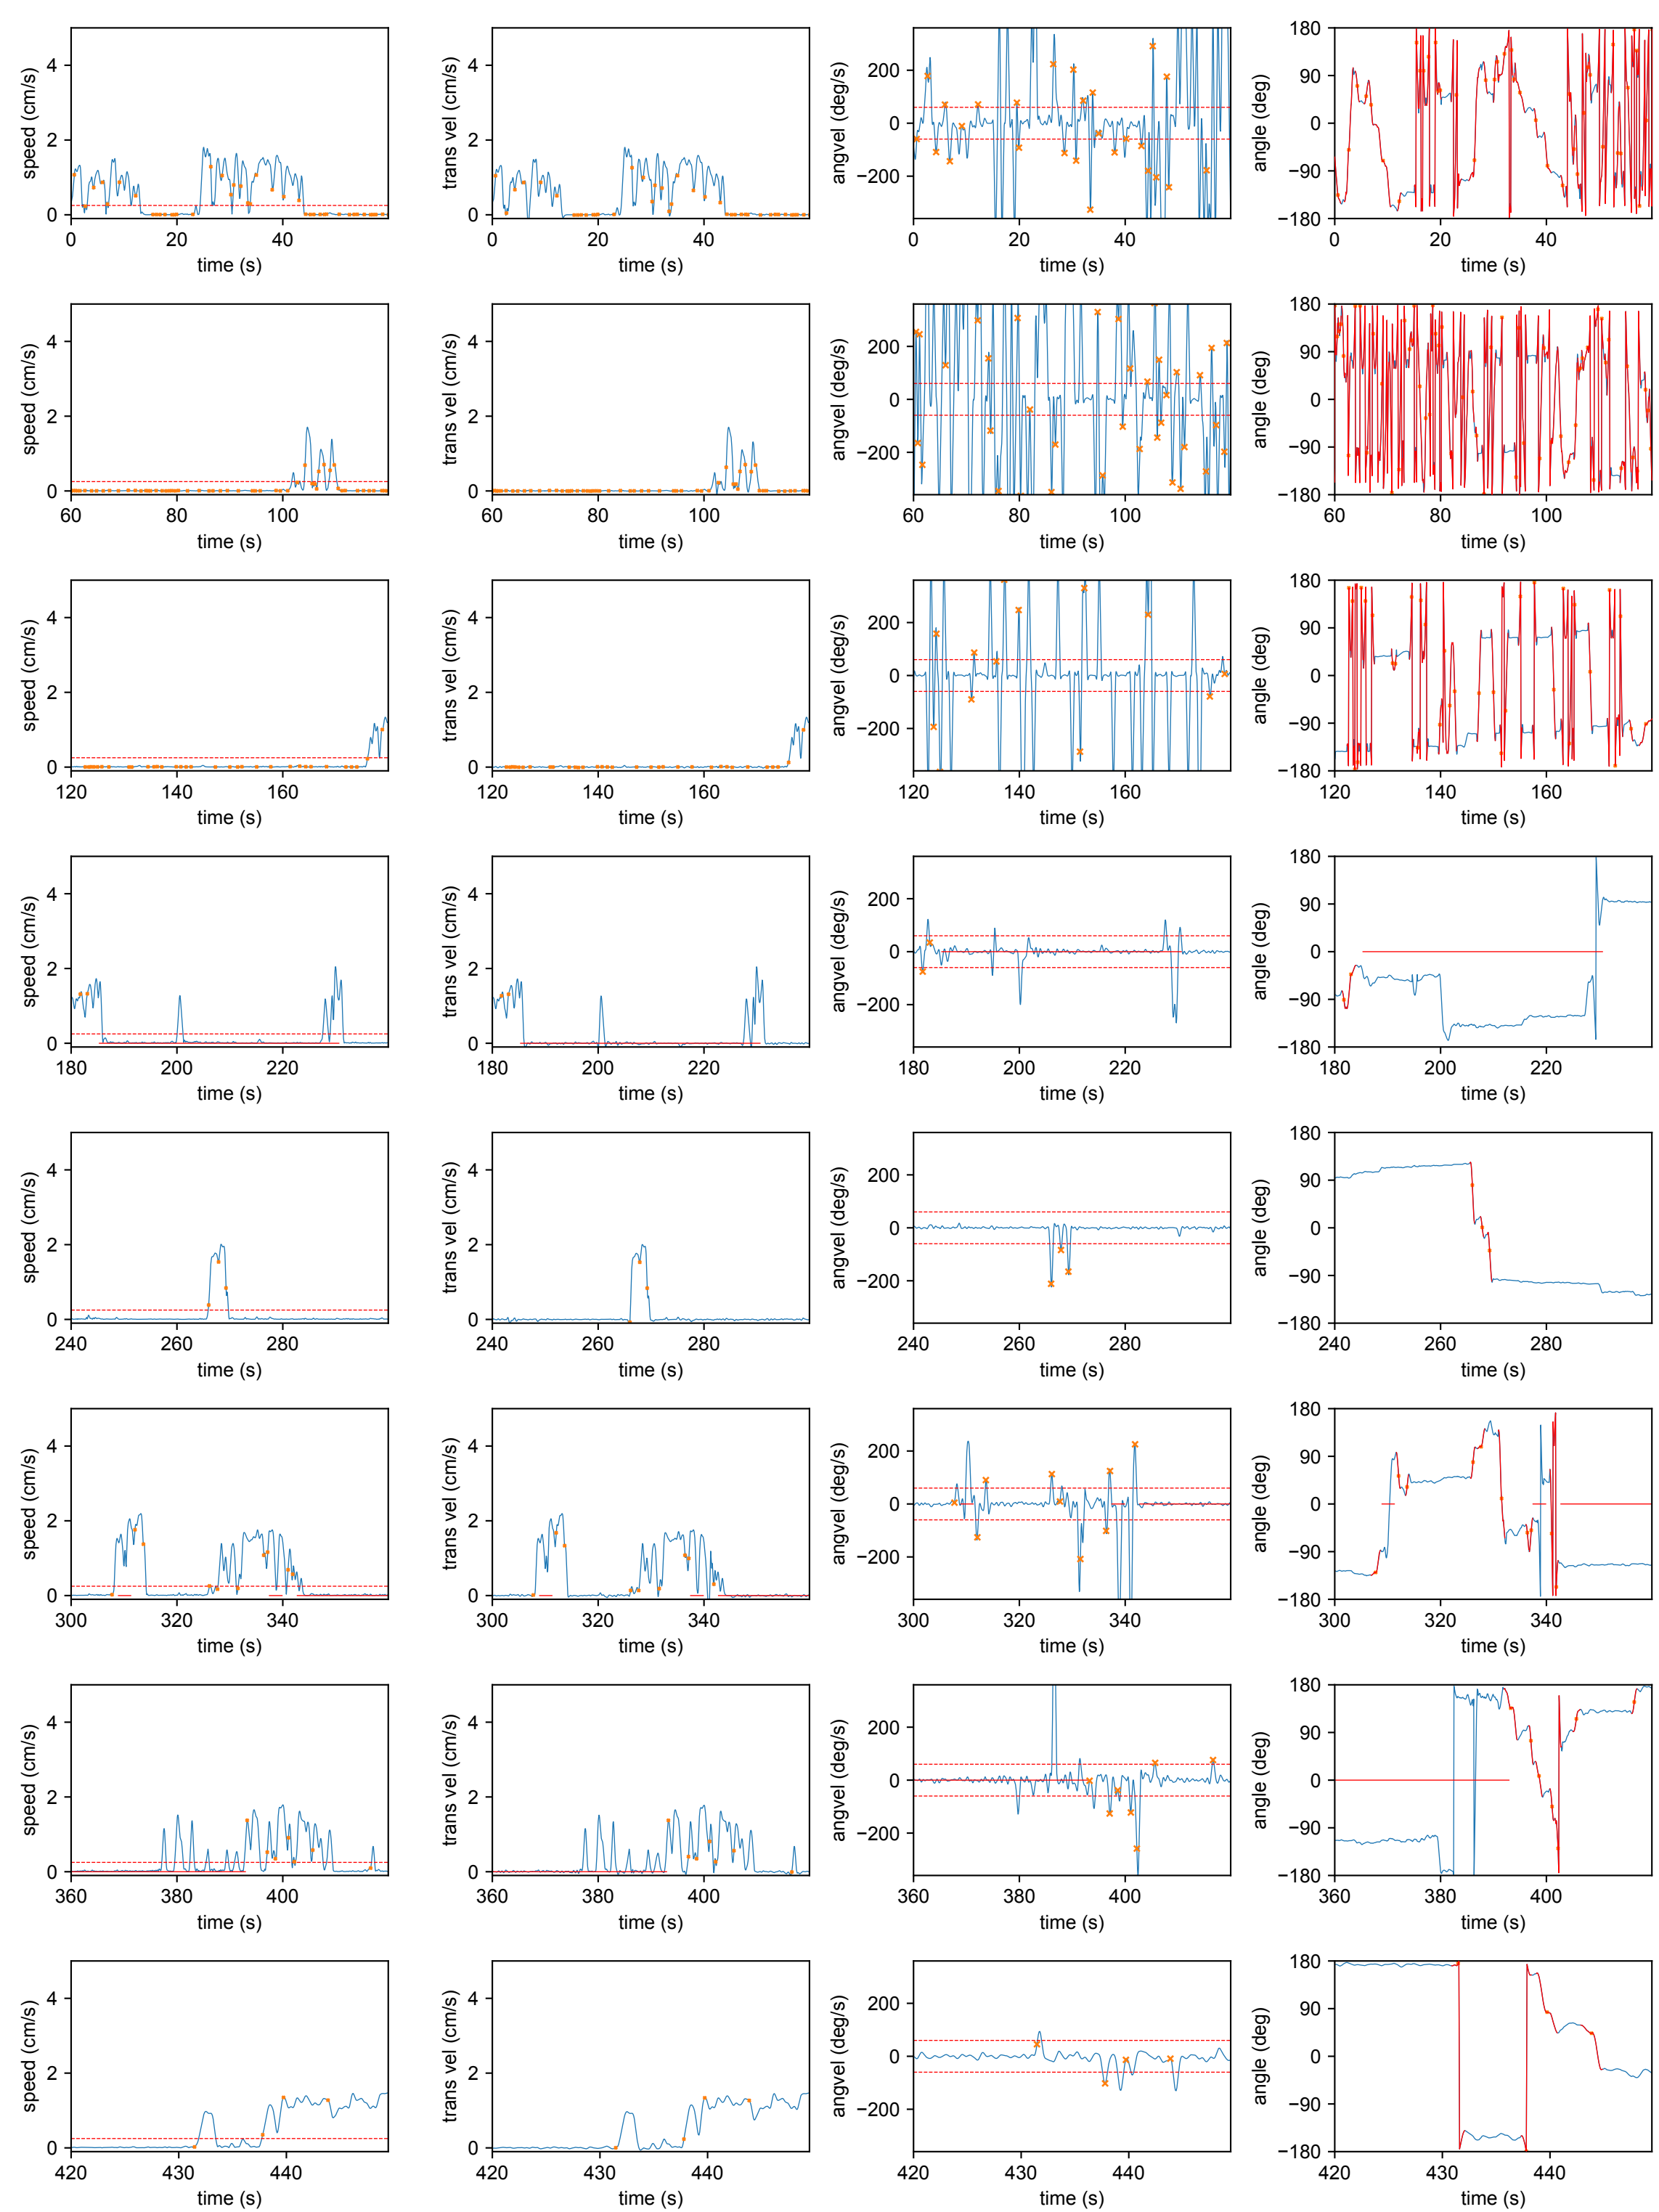 speed (cm/s) 4 2 0 0 20 40 time (s)
trans vel (cm/s) 4 2 0 0 20 40 time (s)
angvel (deg/s) 200 0 −200 0 20 40 time (s)
angle (deg) 180 90 0 −90 −180 0 20 40 time (s)
speed (cm/s) 4 2 0 60 80 100 time (s)
trans vel (cm/s) 4 2 0 60 80 100 time (s)
angvel (deg/s) 200 0 −200 60 80 100 time (s)
angle (deg) 180 90 0 −90 −180 60 80 100 time (s)
speed (cm/s) 4 2 0 120 140 160 time (s)
trans vel (cm/s) 4 2 0 120 140 160 time (s)
angvel (deg/s) 200 0 −200 120 140 160 time (s)
angle (deg) 180 90 0 −90 −180 120 140 160 time (s)
speed (cm/s) 4 2 0 180 200 220 time (s)
trans vel (cm/s) 4 2 0 180 200 220 time (s)
angvel (deg/s) 200 0 −200 180 200 220 time (s)
angle (deg) 180 90 0 −90 −180 180 200 220 time (s)
speed (cm/s) 4 2 0 240 260 280 time (s)
trans vel (cm/s) 4 2 0 240 260 280 time (s)
angvel (deg/s) 200 0 −200 240 260 280 time (s)
angle (deg) 180 90 0 −90 −180 240 260 280 time (s)
speed (cm/s) 4 2 0 300 320 340 time (s)
trans vel (cm/s) 4 2 0 300 320 340 time (s)
angvel (deg/s) 200 0 −200 300 320 340 time (s)
angle (deg) 180 90 0 −90 −180 300 320 340 time (s)
speed (cm/s) 4 2 0 360 380 400 time (s)
trans vel (cm/s) 4 2 0 360 380 400 time (s)
angvel (deg/s) 200 0 −200 360 380 400 time (s)
angle (deg) 180 90 0 −90 −180 360 380 400 time (s)
speed (cm/s) 4 2 0 420 430 440 time (s)
trans vel (cm/s) 4 2 0 420 430 440 time (s)
angvel (deg/s) 200 0 −200 420 430 440 time (s)
angle (deg) 180 90 0 −90 −180 420 430 440 time (s)